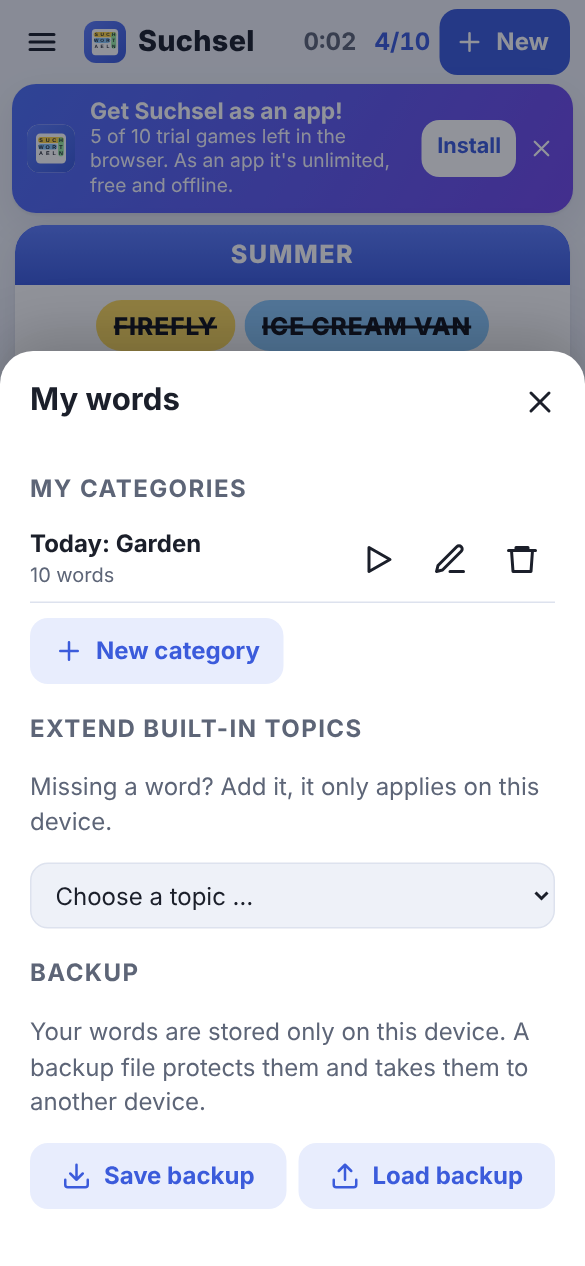 Suchsel
0:02
4/10
New
Get Suchsel as an app!
5 of 10 trial games left in the
browser. As an app it's unlimited,
free and offline.
Install
SUMMER
FIREFLY
ICE CREAM VAN
My words
MY CATEGORIES
Today: Garden
10 words
New category
EXTEND BUILT-IN TOPICS
Missing a word? Add it, it only applies on this
device.
Choose a topic ...
BACKUP
Your words are stored only on this device. A
backup file protects them and takes them to
another device.
Save backup
Load backup